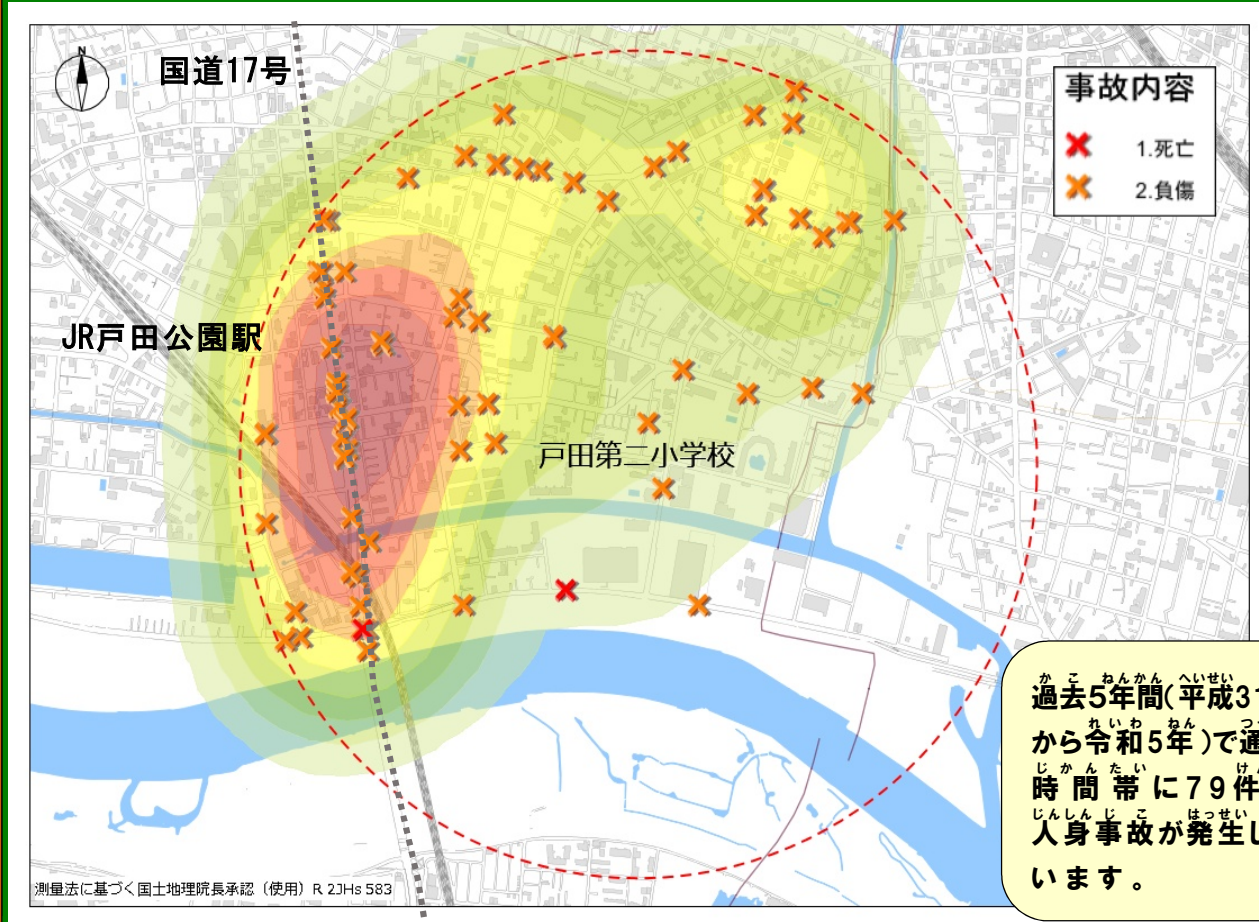 国道17号
N
事故内容
1.死亡
2.負傷
JR戸田公園駅
戸田第二小学校
過去5年間(平成3
から令和5年)で通
時間帯に79件
人身事故が発生し
います。
測量法に基づく国土地理院長承認（使用）R 2JHs 583